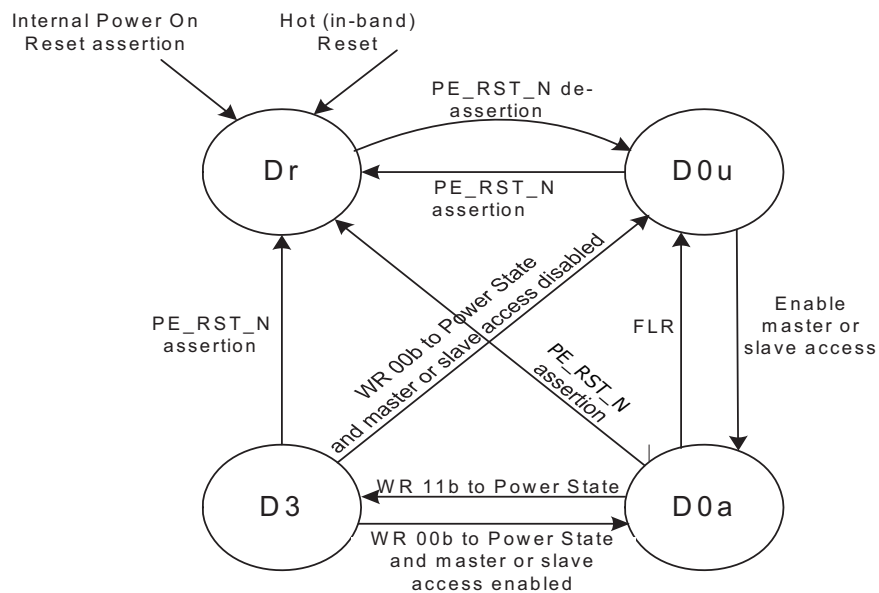 Internal Power On
Reset assertion
Hot (in-band)
Reset
PE_RST_N de-
assertion
Dr
D0u
PE_RST_N
assertion
WR 00b to Power State
and master or slave access disabled
PE_RST_N
assertion
FLR
Enable
master or
slave access
PE_RST_N
assertion
D3
WR 11b to Power State
D0a
WR 00b to Power State
and master or slave
access enabled